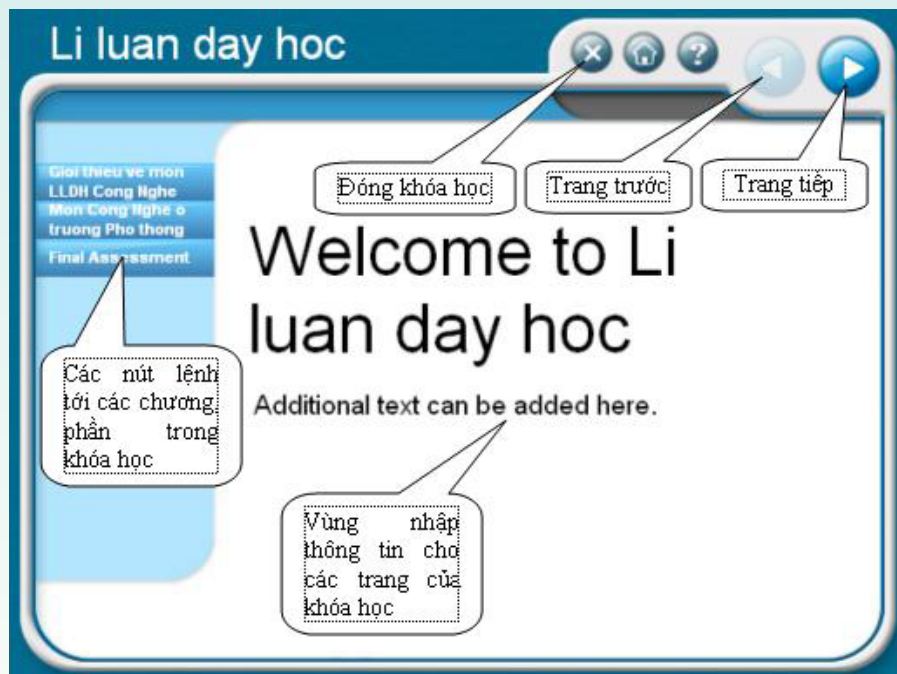 Li luan day hoc
Đóng khóa học
Trang trước
Trang tiếp
Gioi thieu ve mon
LLDH Cong Nghe
Mon Cong Nghe o
truong Pho thong
Final Assessment
Welcome to Li
luan day hoc
Các nút lệnh
tới các chương,
phần trong
khóa học
Additional text can be added here.
Vùng nhập
thông tin cho
các trang của
khóa học